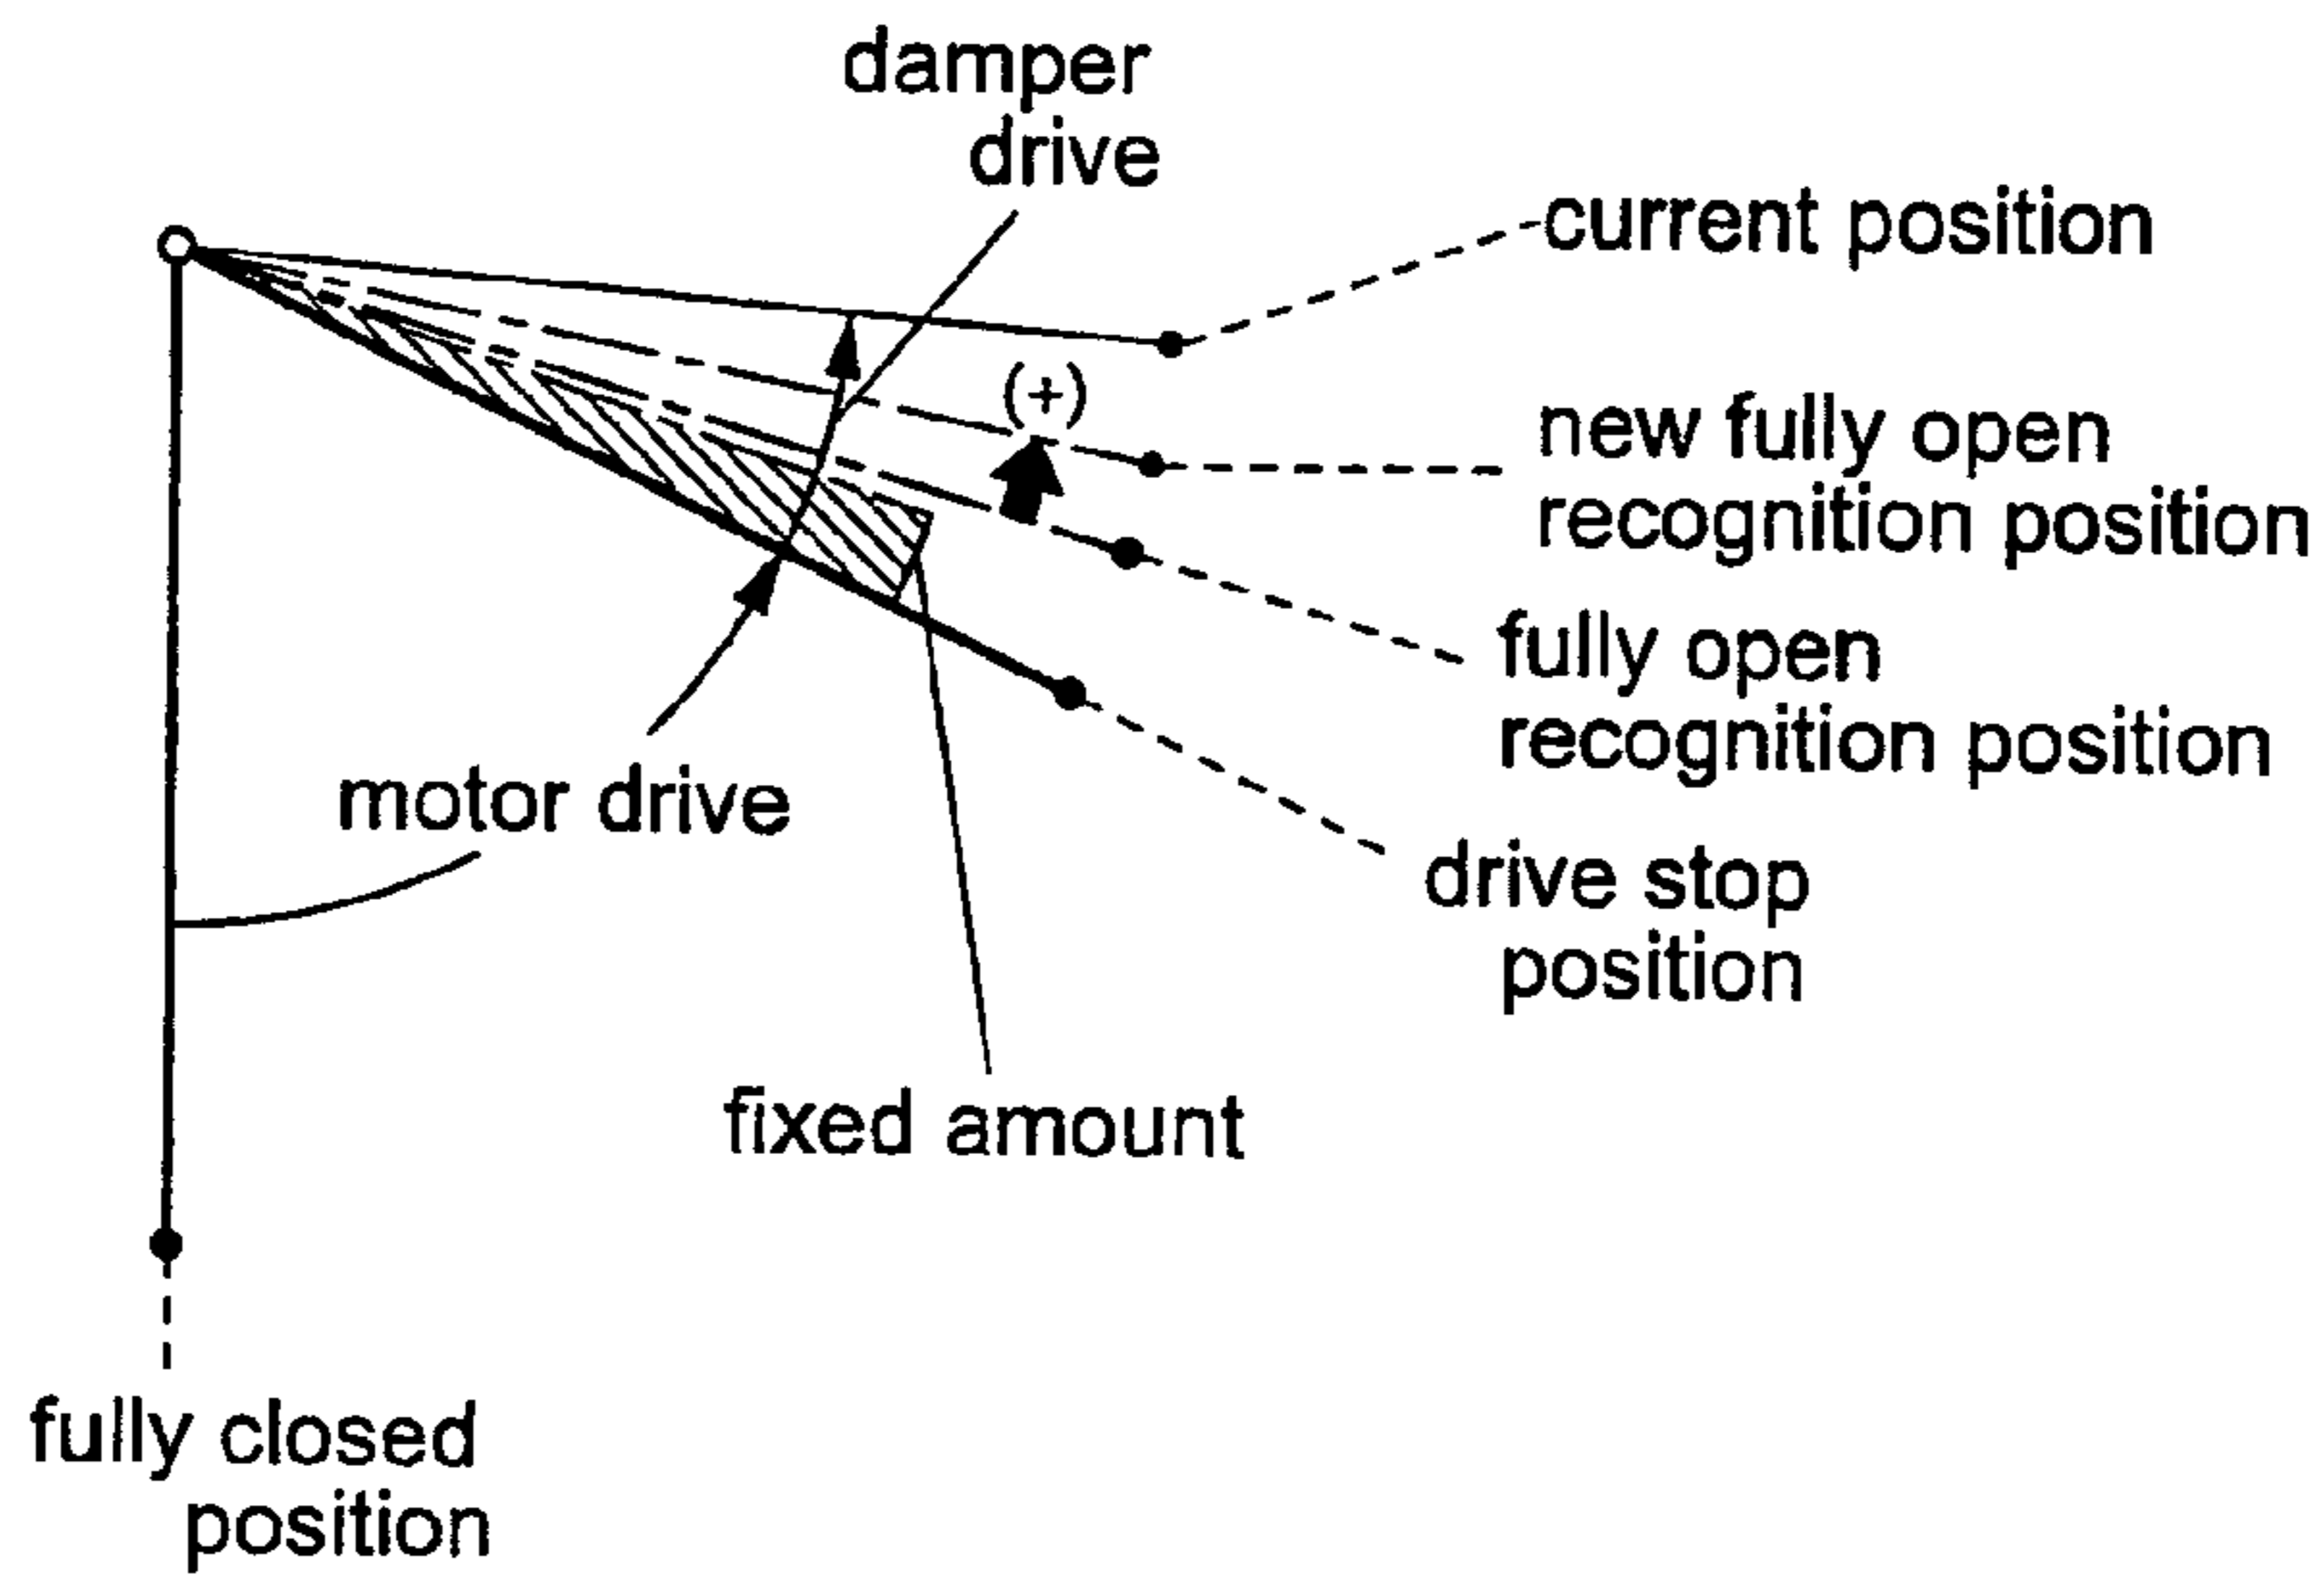 damper
drive
current position
(+)
new fully open
recognition position
fully open
recognition position
motor drive
drive stop
position
fixed amount
fully closed
position